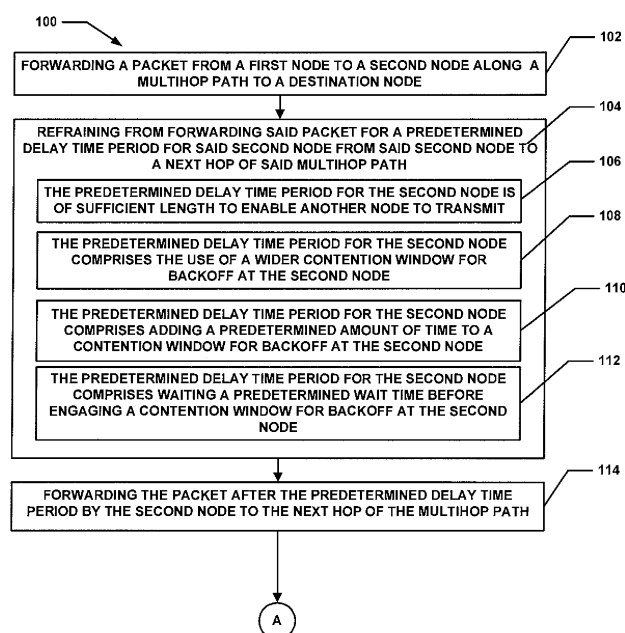 100
102
FORWARDING A PACKET FROM A FIRST NODE TO A SECOND NODE ALONG A
MULTIHOP PATH TO A DESTINATION NODE
104
REFRAINING FROM FORWARDING SAID PACKET FOR A PREDETERMINED
DELAY TIME PERIOD FOR SAID SECOND NODE FROM SAID SECOND NODE TO
A NEXT HOP OF SAID MULTIHOP PATH
106
THE PREDETERMINED DELAY TIME PERIOD FOR THE SECOND NODE IS
OF SUFFICIENT LENGTH TO ENABLE ANOTHER NODE TO TRANSMIT
108
THE PREDETERMINED DELAY TIME PERIOD FOR THE SECOND NODE
COMPRISES THE USE OF A WIDER CONTENTION WINDOW FOR
BACKOFF AT THE SECOND NODE
110
THE PREDETERMINED DELAY TIME PERIOD FOR THE SECOND NODE
COMPRISES ADDING A PREDETERMINED AMOUNT OF TIME TO A
CONTENTION WINDOW FOR BACKOFF AT THE SECOND NODE
112
THE PREDETERMINED DELAY TIME PERIOD FOR THE SECOND NODE
COMPRISES WAITING A PREDETERMINED WAIT TIME BEFORE
ENGAGING A CONTENTION WINDOW FOR BACKOFF AT THE SECOND
NODE
114
FORWARDING THE PACKET AFTER THE PREDETERMINED DELAY TIME
PERIOD BY THE SECOND NODE TO THE NEXT HOP OF THE MULTIHOP PATH
A